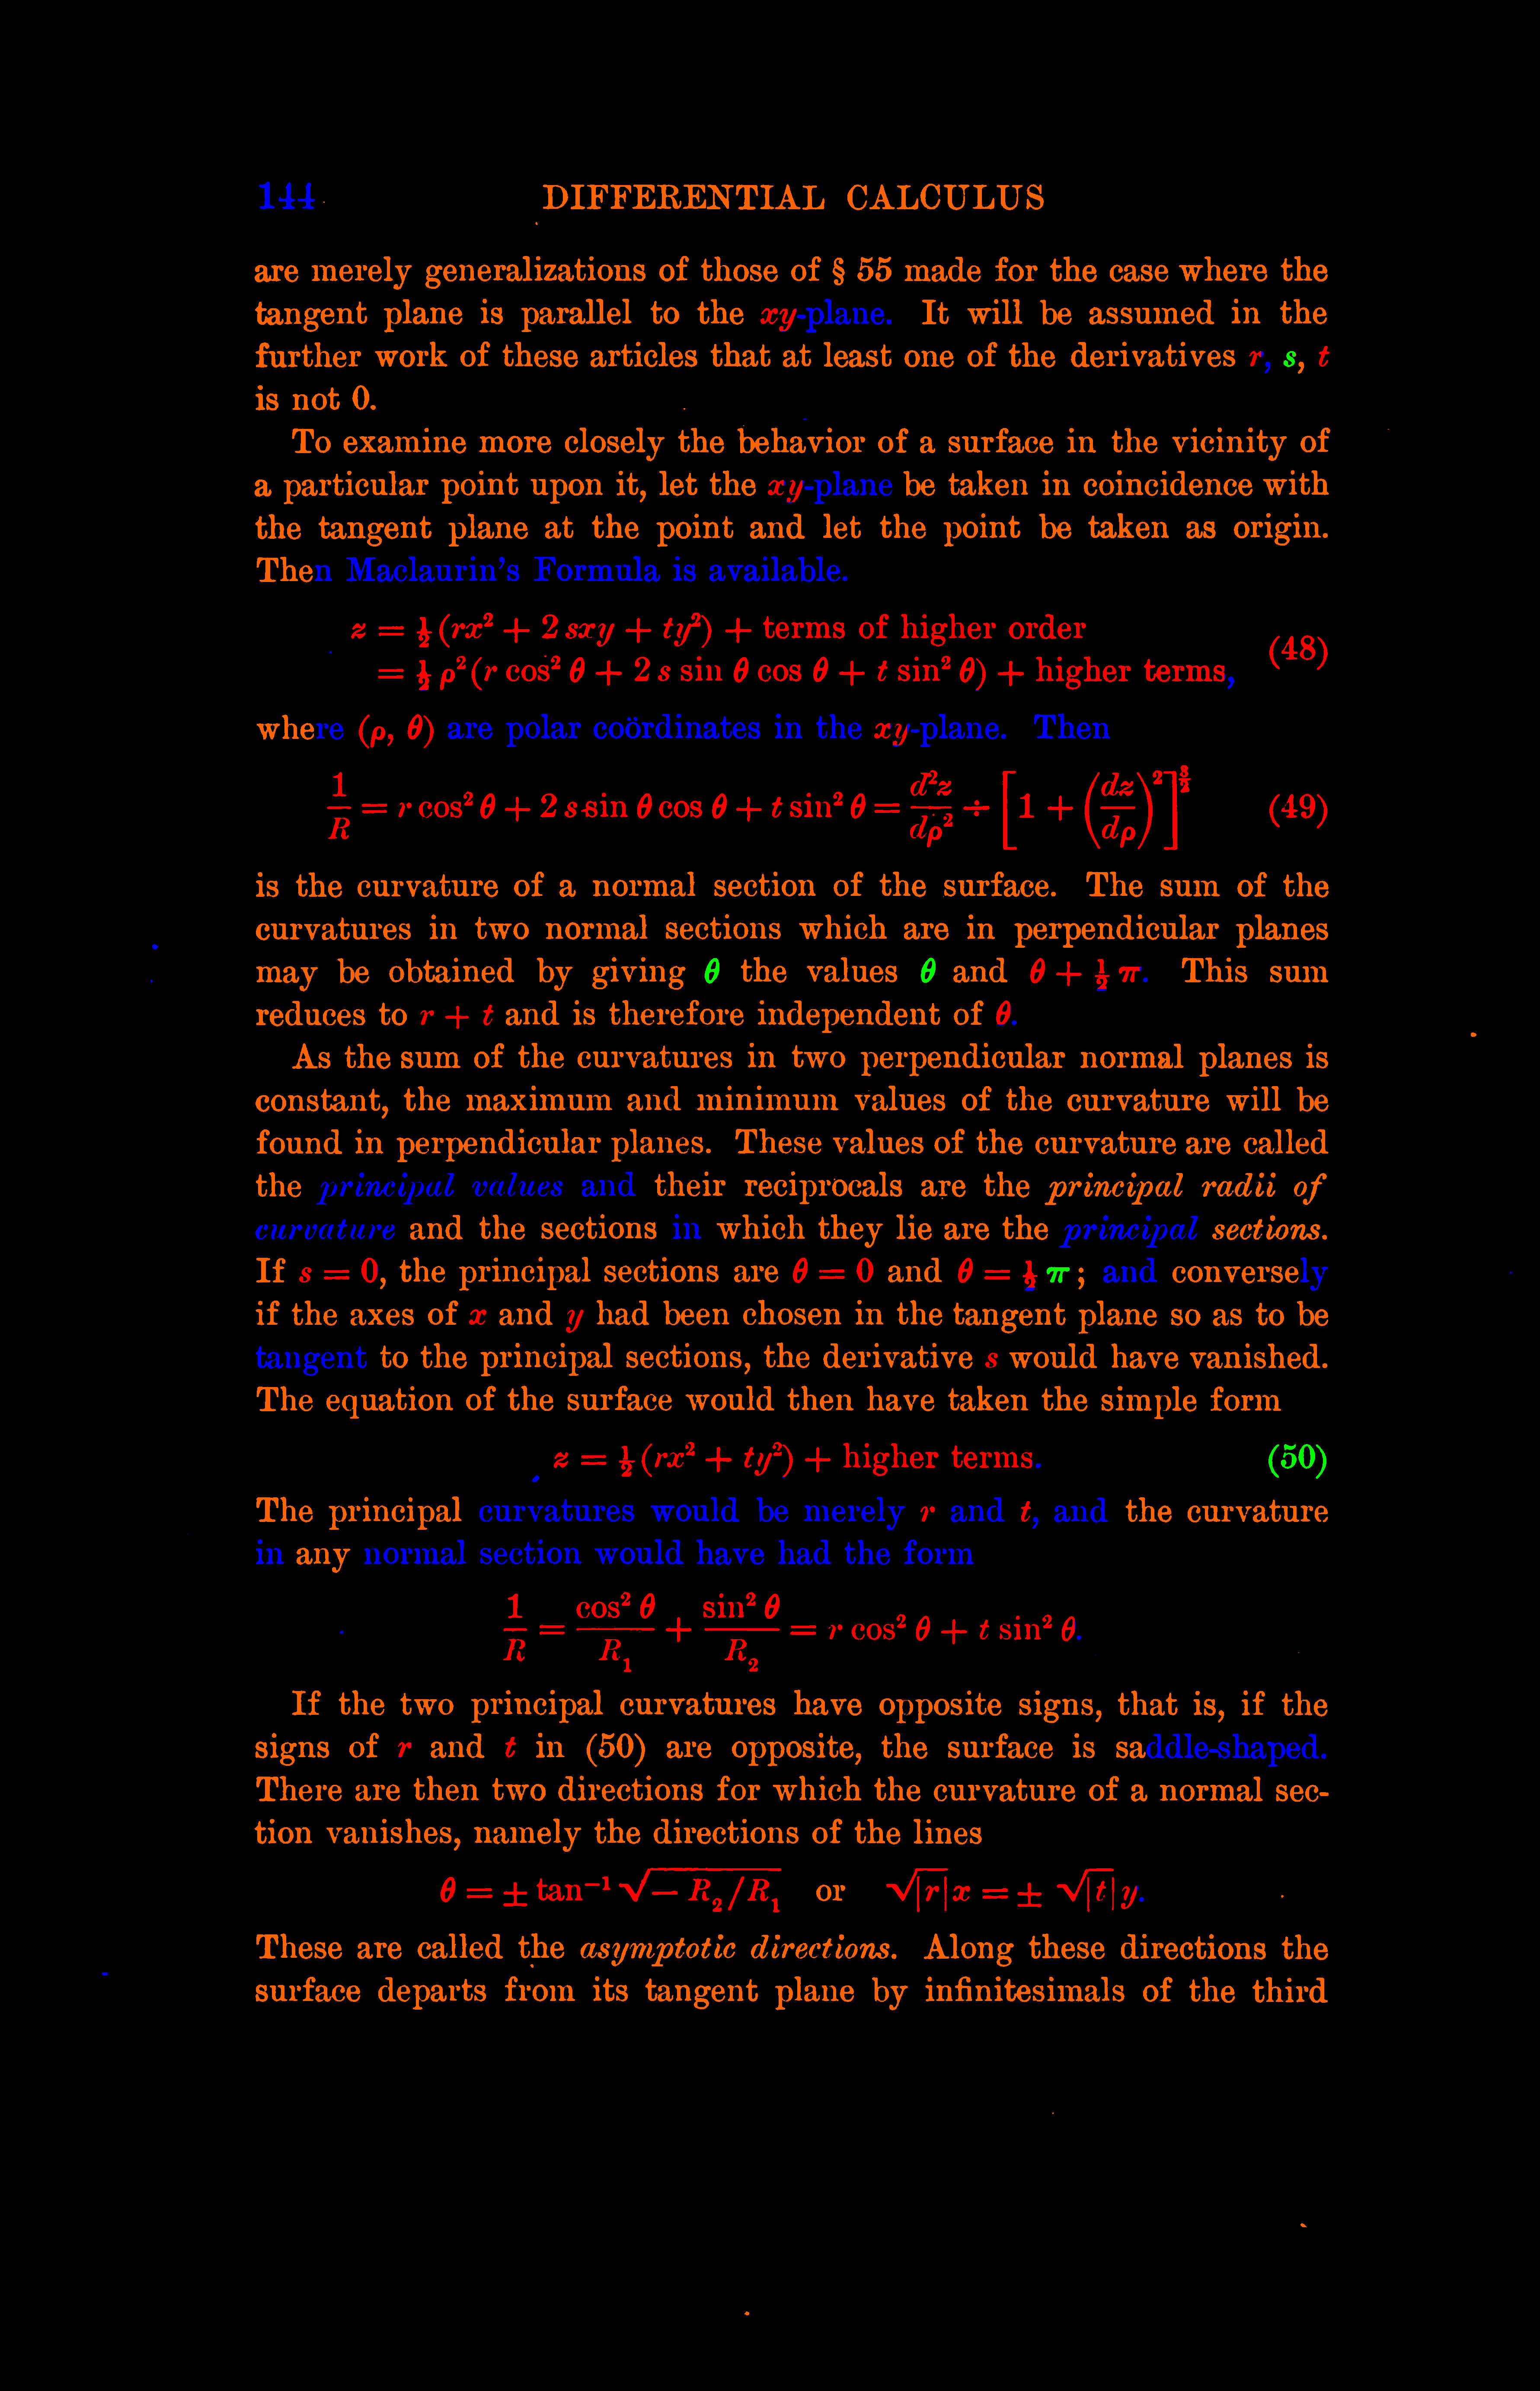 144 DIFFERENTIAL CALCULUS
are merely generalizations of those of § 55 made for the case where the
tangent plane is parallel to the xy-plane. It will be assumed in the
further work of these articles that at least one of the derivatives r, s, t
is not 0.
To examine more closely the behavior of a surface in the vicinity of
a particular point upon it, let the xy-plane be taken in coincidence with
the tangent plane at the point and let the point be taken as origin.
Then Maclaurin's Formula is available.
z = ½(rx² + 2 sxy + ty²) + terms of higher order
= ½ ρ²(r cos² θ + 2 s sin θ cos θ + t sin² θ) + higher terms, (48)
where (ρ, θ) are polar coördinates in the xy-plane. Then
1/R = r cos² θ + 2 s sin θ cos θ + t sin² θ = d²z/dρ² ÷ [1 + (dz/dρ)²]^(3/2) (49)
is the curvature of a normal section of the surface. The sum of the
curvatures in two normal sections which are in perpendicular planes
may be obtained by giving θ the values θ and θ + ½ π. This sum
reduces to r + t and is therefore independent of θ.
As the sum of the curvatures in two perpendicular normal planes is
constant, the maximum and minimum values of the curvature will be
found in perpendicular planes. These values of the curvature are called
the principal values and their reciprocals are the principal radii of
curvature and the sections in which they lie are the principal sections.
If s = 0, the principal sections are θ = 0 and θ = ½ π; and conversely
if the axes of x and y had been chosen in the tangent plane so as to be
tangent to the principal sections, the derivative s would have vanished.
The equation of the surface would then have taken the simple form
z = ½(rx² + ty²) + higher terms. (50)
The principal curvatures would be merely r and t, and the curvature
in any normal section would have had the form
1/R = cos² θ/R₁ + sin² θ/R₂ = r cos² θ + t sin² θ.
If the two principal curvatures have opposite signs, that is, if the
signs of r and t in (50) are opposite, the surface is saddle-shaped.
There are then two directions for which the curvature of a normal sec-
tion vanishes, namely the directions of the lines
θ = ± tan⁻¹ √(− R₂/R₁) or √|r| x = ± √|t| y.
These are called the asymptotic directions. Along these directions the
surface departs from its tangent plane by infinitesimals of the third